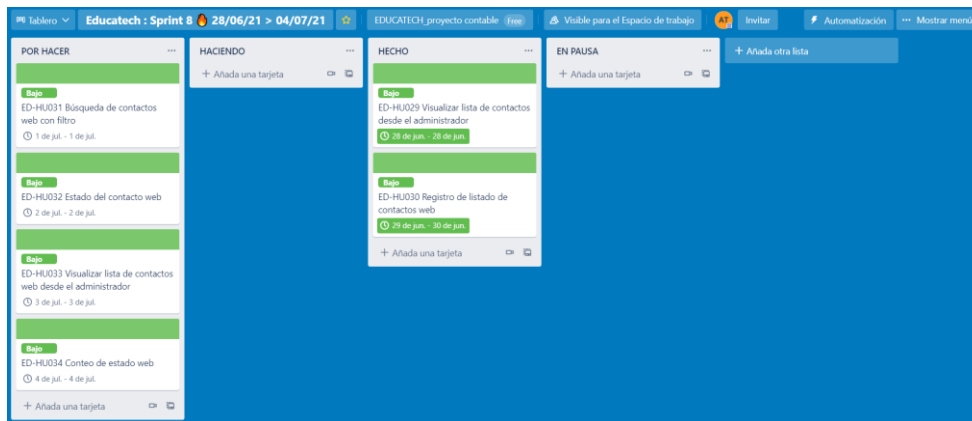 Tablero
Educatech : Sprint 8 🔥 28/06/21 > 04/07/21
EDUCATECH_proyecto contable Free
Visible para el Espacio de trabajo
AT
Invitar
Automatización
··· Mostrar menú
POR HACER ···
Bajo
ED-HU031 Búsqueda de contactos
web con filtro
1 de jul. - 1 de jul.
Bajo
ED-HU032 Estado del contacto web
2 de jul. - 2 de jul.
Bajo
ED-HU033 Visualizar lista de contactos
web desde el administrador
3 de jul. - 3 de jul.
Bajo
ED-HU034 Conteo de estado web
4 de jul. - 4 de jul.
+ Añada una tarjeta
HACIENDO ···
+ Añada una tarjeta
HECHO ···
Bajo
ED-HU029 Visualizar lista de contactos
desde el administrador
28 de jun. - 28 de jun.
Bajo
ED-HU030 Registro de listado de
contactos web
29 de jun. - 30 de jun.
+ Añada una tarjeta
EN PAUSA ···
+ Añada una tarjeta
+ Añada otra lista